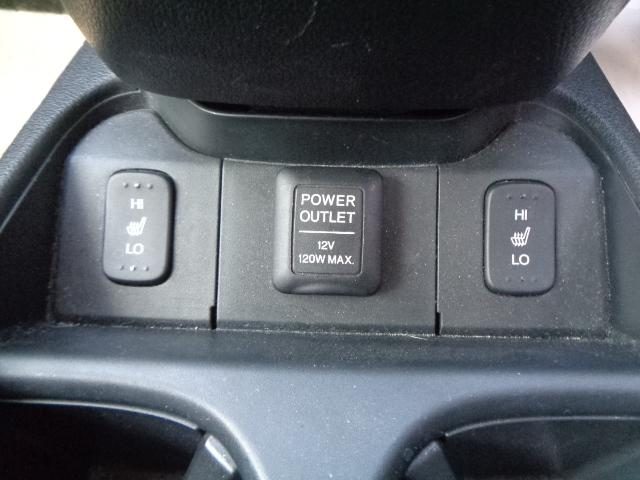 HI
LO
POWER
OUTLET
12V
120W MAX.
HI
LO